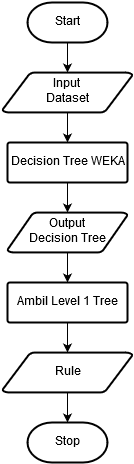 Start
Input
Dataset
Decision Tree WEKA
Output
Decision Tree
Ambil Level 1 Tree
Rule
Stop